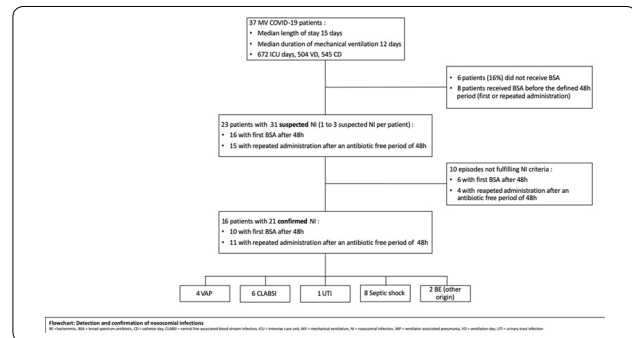 37 MV COVID-19 patients :
• Median length of stay 15 days
• Median duration of mechanical ventilation 12 days
• 672 ICU days, 504 VD, 545 CD
• 6 patients (16%) did not receive BSA
• 8 patients received BSA before the defined 48h
period (first or repeated administration)
23 patients with 31 suspected NI (1 to 3 suspected NI per patient) :
• 16 with first BSA after 48h
• 15 with repeated administration after an antibiotic free period of 48h
10 episodes not fulfilling NI criteria :
• 6 with first BSA after 48h
• 4 with reapeted administration after an
antibiotic free period of 48h
16 patients with 21 confirmed NI :
• 10 with first BSA after 48h
• 11 with repeated administration after an antibiotic free period of 48h
4 VAP
6 CLABSI
1 UTI
8 Septic shock
2 BE (other
origin)
Flowchart: Detection and confirmation of nosocomial infections
BE = bacteremia, BSA = broad spectrum antibiotic, CD = catheter day, CLABSI = central line associated blood stream infection, ICU = intensive care unit, MV = mechanical ventilation, NI = nosocomial infection, VAP = ventilator associated pneumonia, VD = ventilation day, UTI = urinary tract infection